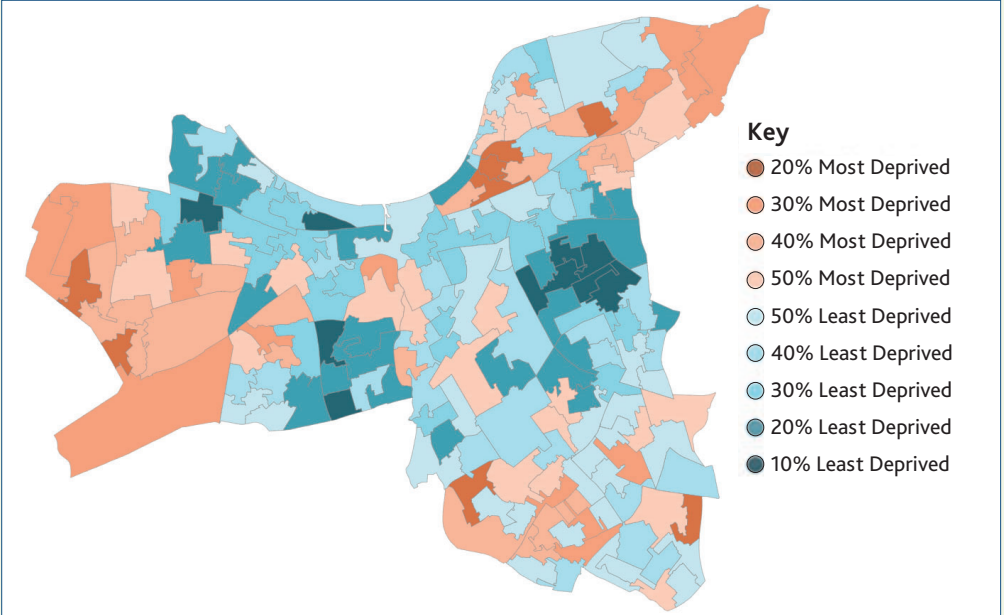 Key
20% Most Deprived
30% Most Deprived
40% Most Deprived
50% Most Deprived
50% Least Deprived
40% Least Deprived
30% Least Deprived
20% Least Deprived
10% Least Deprived